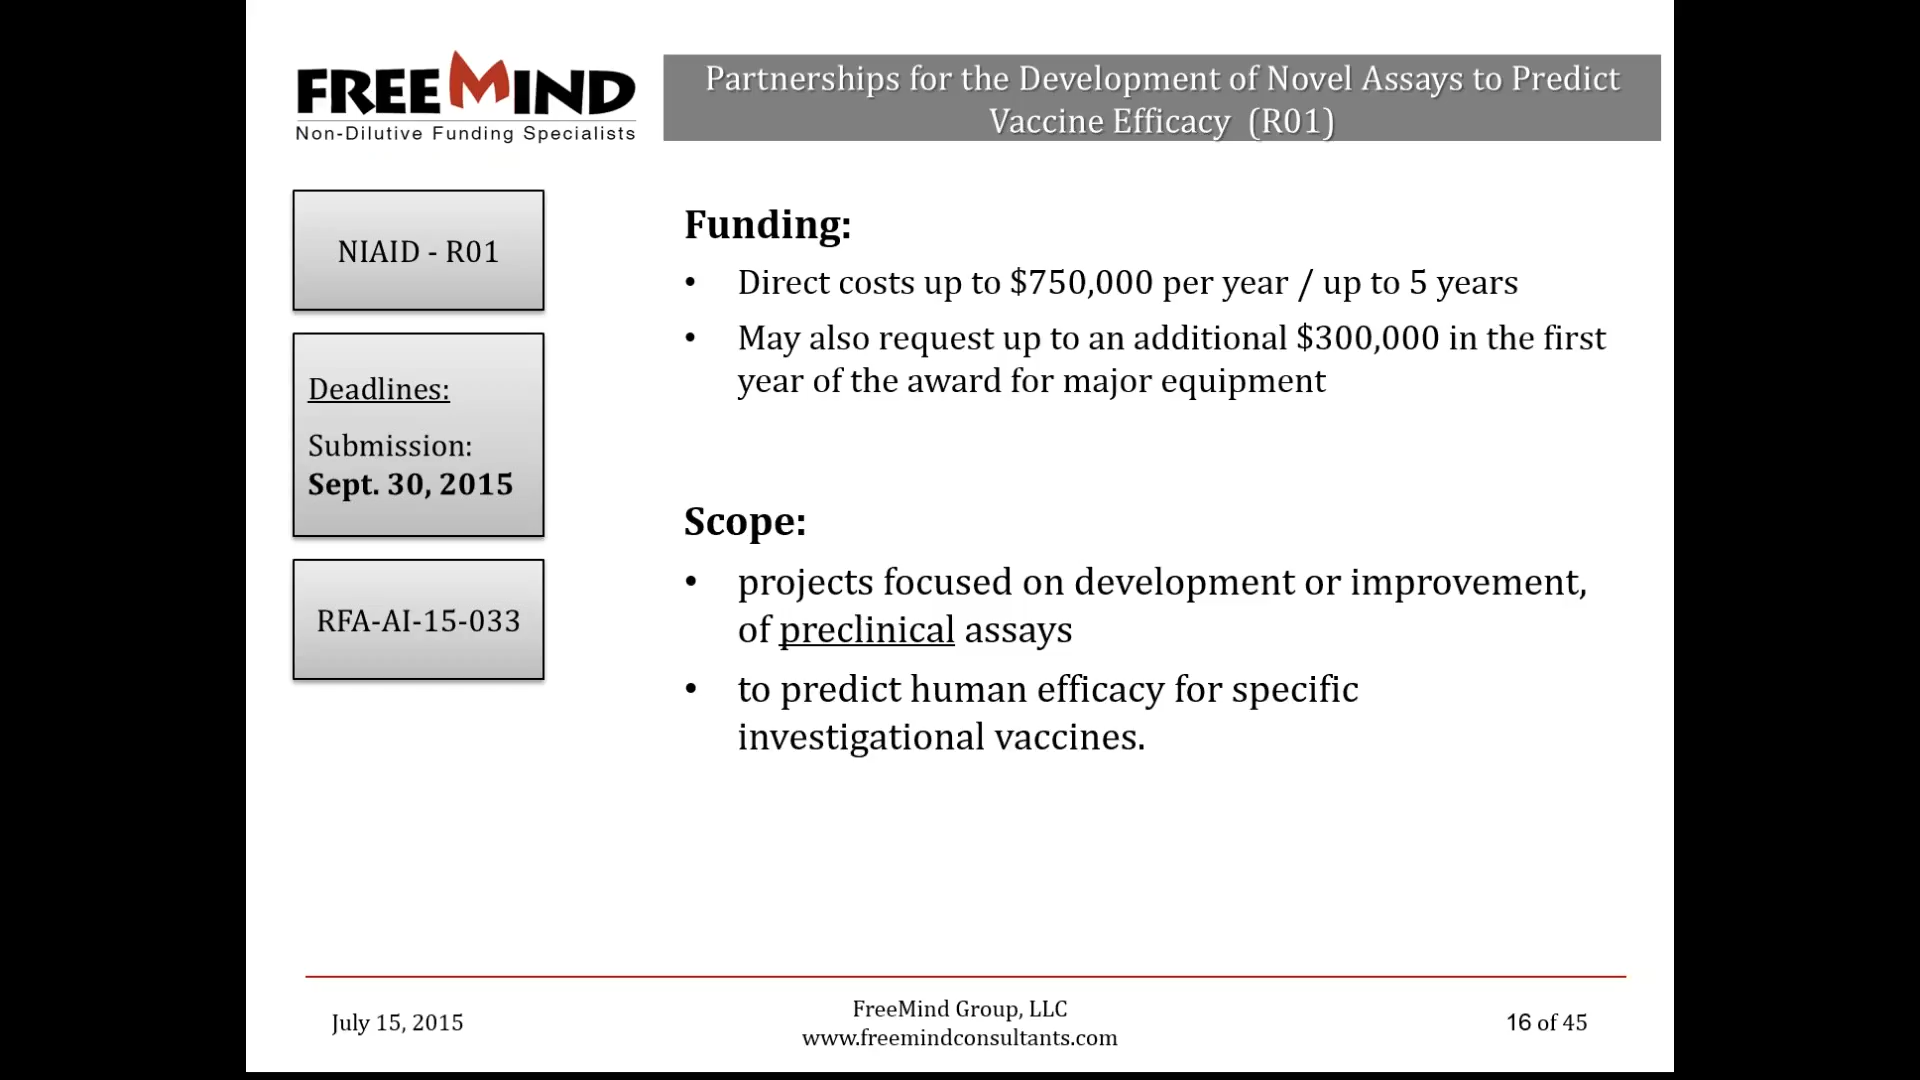 FREEMIND
Non-Dilutive Funding Specialists
Partnerships for the Development of Novel Assays to Predict
Vaccine Efficacy (R01)
NIAID - R01
Deadlines:
Submission:
Sept. 30, 2015
RFA-AI-15-033
Funding:
• Direct costs up to $750,000 per year / up to 5 years
• May also request up to an additional $300,000 in the first
year of the award for major equipment
Scope:
• projects focused on development or improvement,
of preclinical assays
• to predict human efficacy for specific
investigational vaccines.
July 15, 2015
FreeMind Group, LLC
www.freemindconsultants.com
16 of 45